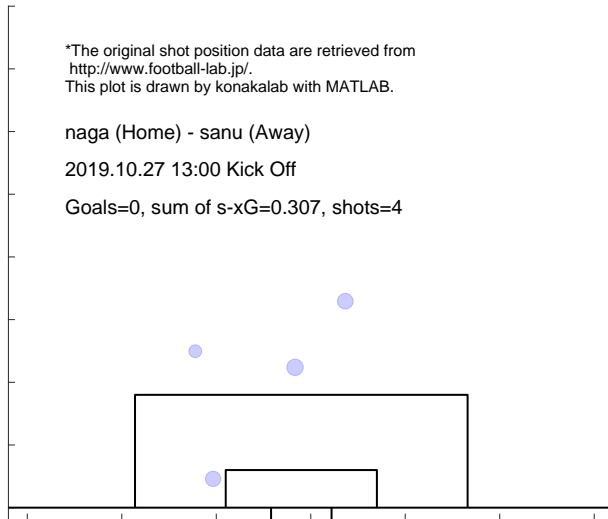 *The original shot position data are retrieved from
http://www.football-lab.jp/.
This plot is drawn by konakalab with MATLAB.
naga (Home) - sanu (Away)
2019.10.27 13:00 Kick Off
Goals=0, sum of s-xG=0.307, shots=4